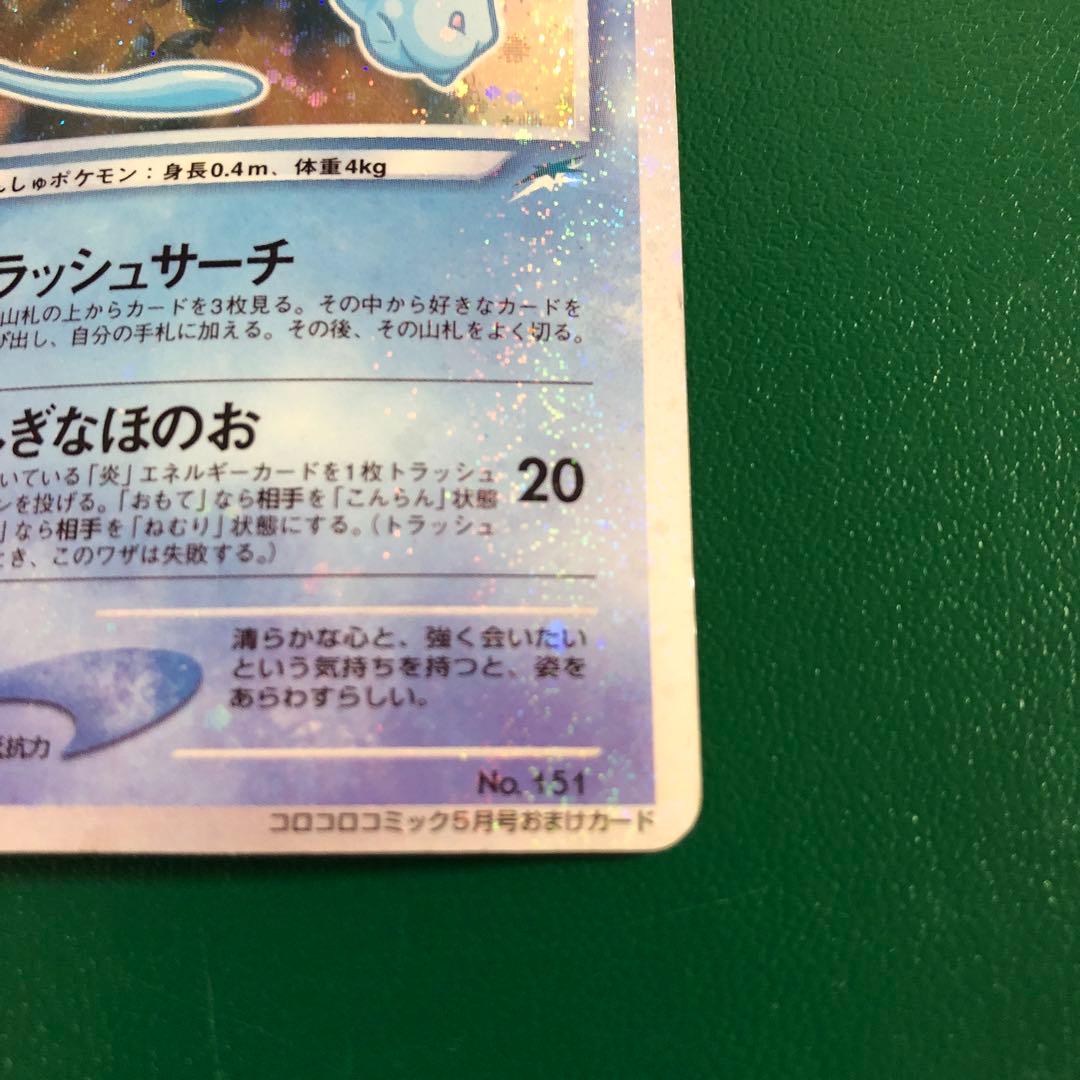 んしゅポケモン：身長0.4m、体重4kg
ラッシュサーチ
山札の上からカードを3枚見る。その中から好きなカードを
び出し、自分の手札に加える。その後、その山札をよく切る。
しぎなほのお
いている「炎」エネルギーカードを1枚トラッシュ
ンを投げる。「おもて」なら相手を「こんらん」状態
」なら相手を「ねむり」状態にする。（トラッシュ
とき、このワザは失敗する。）
20
清らかな心と、強く会いたい
という気持ちを持つと、姿を
あらわすらしい。
抵抗力
No. 151
コロコロコミック5月号おまけカード